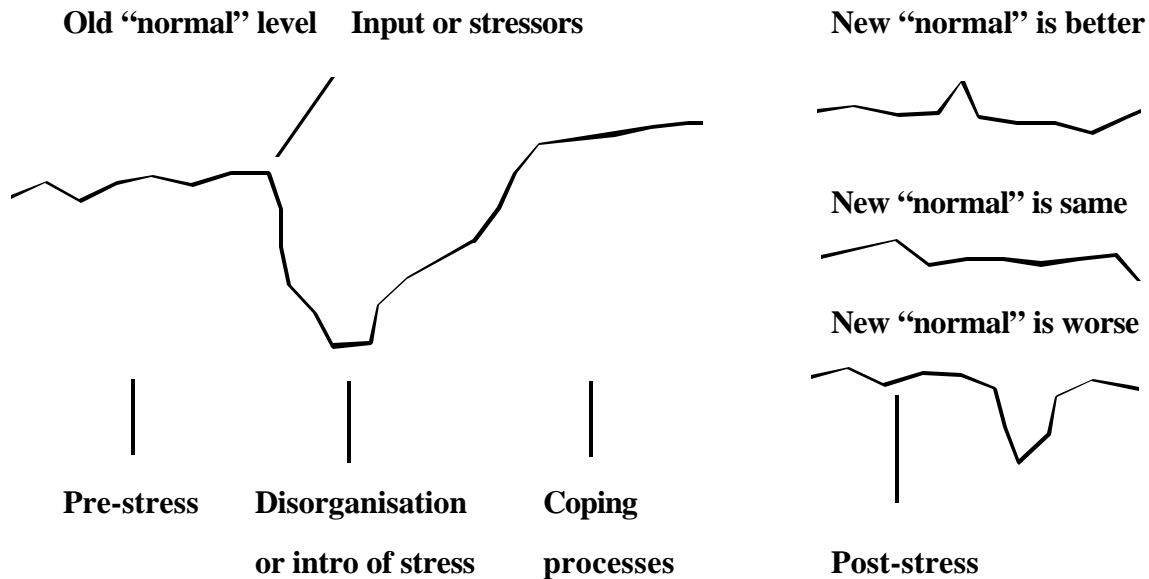 Old “normal” level
Input or stressors
New “normal” is better
New “normal” is same
New “normal” is worse
Pre-stress
Disorganisation
or intro of stress
Coping
processes
Post-stress